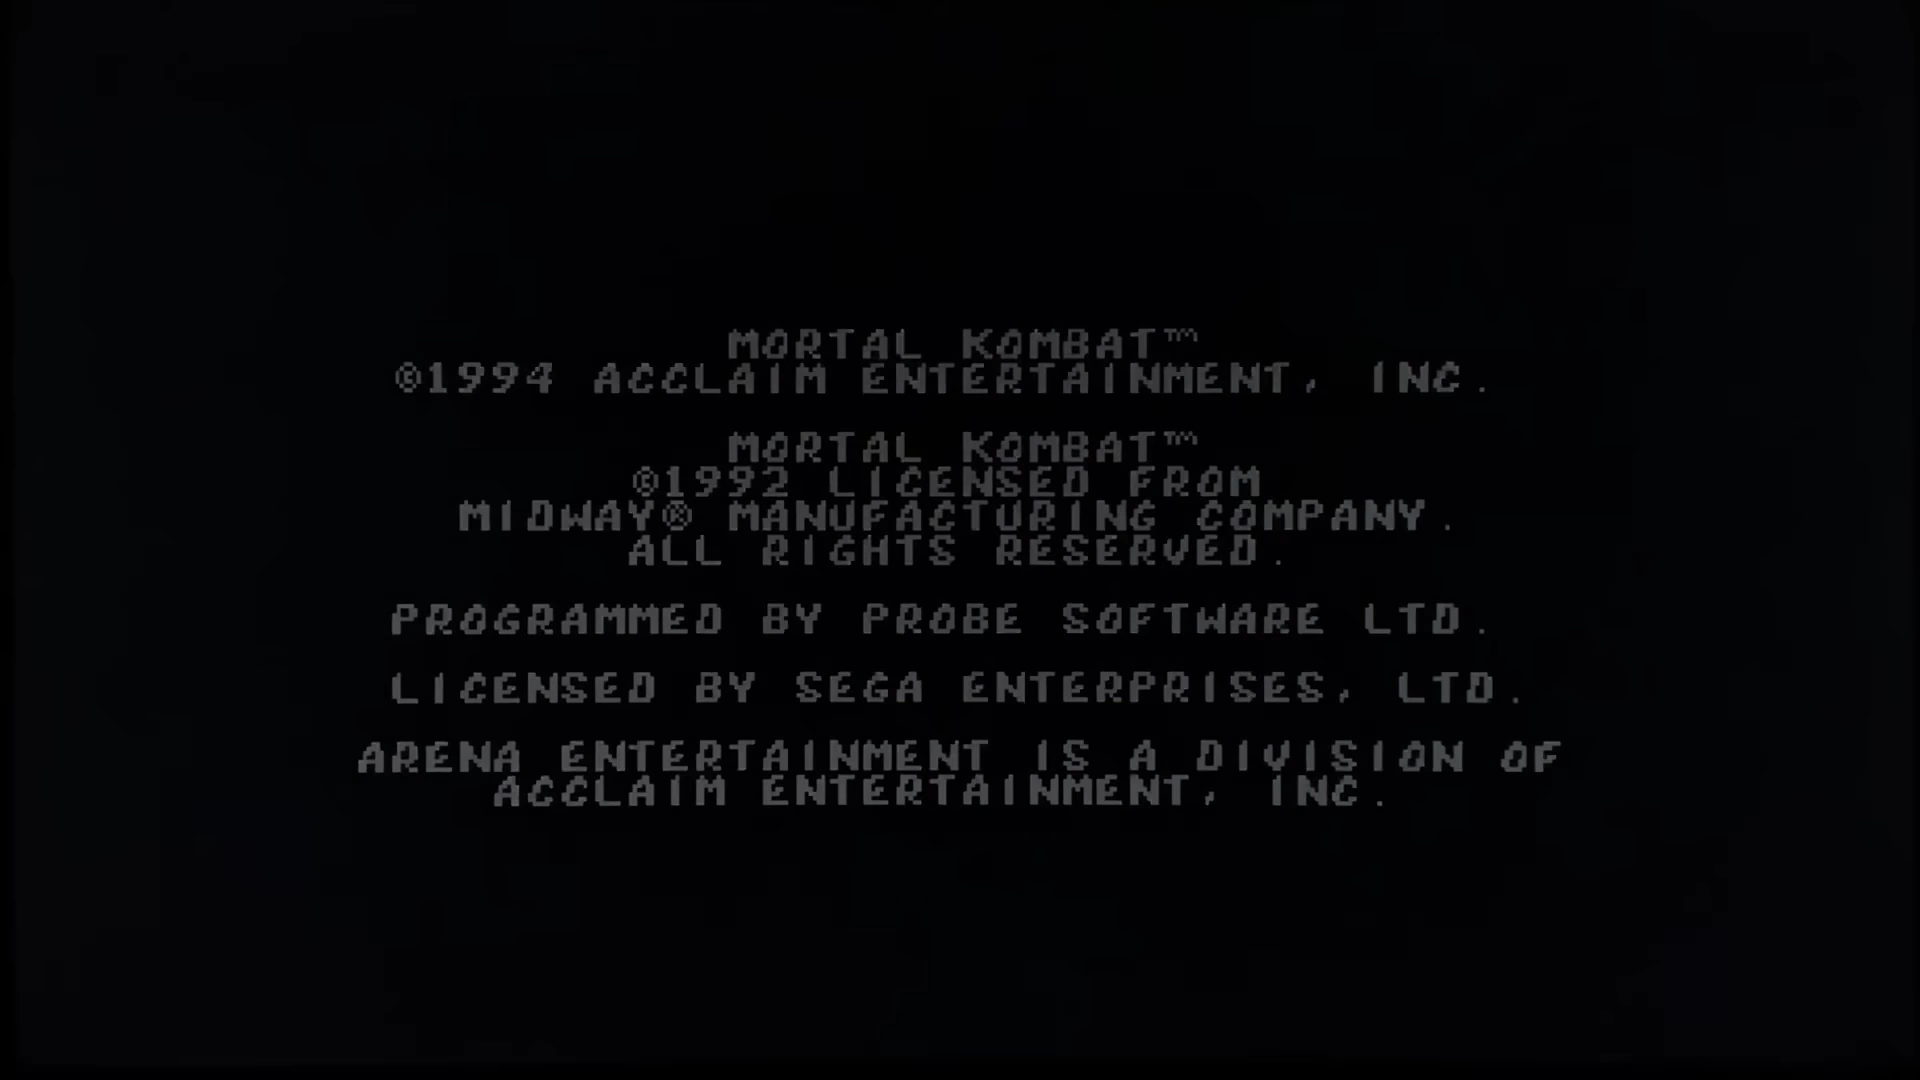 MORTAL KOMBAT™
©1994 ACCLAIM ENTERTAINMENT, INC.
MORTAL KOMBAT™
©1992 LICENSED FROM
MIDWAY® MANUFACTURING COMPANY.
ALL RIGHTS RESERVED.
PROGRAMMED BY PROBE SOFTWARE LTD.
LICENSED BY SEGA ENTERPRISES, LTD.
ARENA ENTERTAINMENT IS A DIVISION OF
ACCLAIM ENTERTAINMENT, INC.